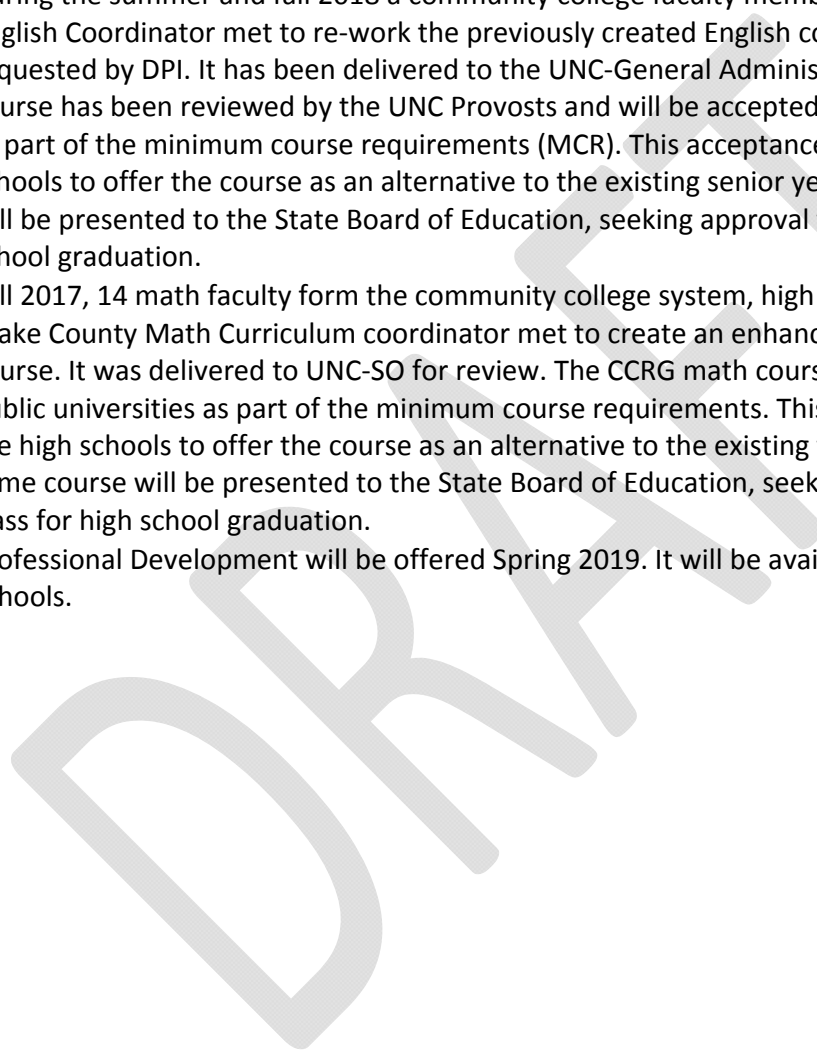 uring the summer and fall 2018 a community college faculty memb
glish Coordinator met to re-work the previously created English co
quested by DPI. It has been delivered to the UNC-General Adminis
urse has been reviewed by the UNC Provosts and will be accepted
part of the minimum course requirements (MCR). This acceptance
hools to offer the course as an alternative to the existing senior ye
ll be presented to the State Board of Education, seeking approval
hool graduation.
ll 2017, 14 math faculty form the community college system, high
ake County Math Curriculum coordinator met to create an enhanc
urse. It was delivered to UNC-SO for review. The CCRG math cours
ublic universities as part of the minimum course requirements. This
e high schools to offer the course as an alternative to the existing
me course will be presented to the State Board of Education, seek
ass for high school graduation.
ofessional Development will be offered Spring 2019. It will be avai
hools.
DRAFT